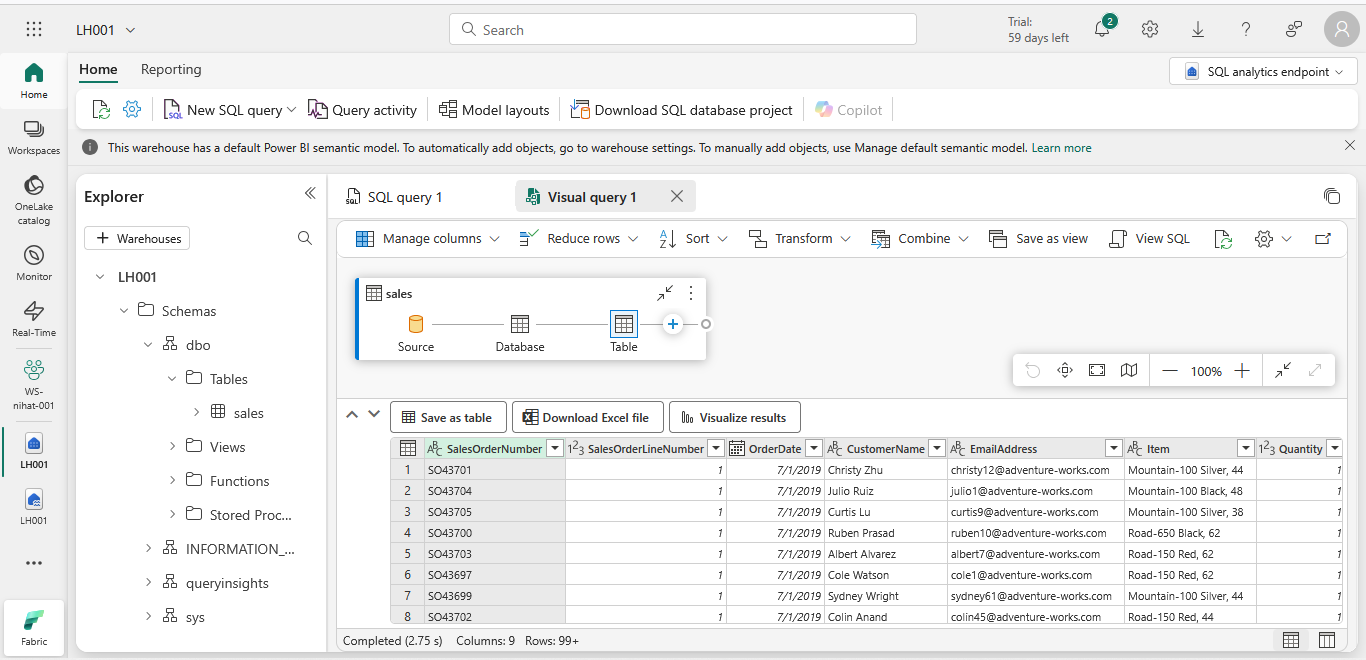 LH001
Search
Trial:
59 days left
2
Home
Workspaces
OneLake
catalog
Monitor
Real-Time
WS-
nihat-001
LH001
LH001
Fabric
Home Reporting
SQL analytics endpoint
New SQL query Query activity Model layouts Download SQL database project Copilot
This warehouse has a default Power BI semantic model. To automatically add objects, go to warehouse settings. To manually add objects, use Manage default semantic model. Learn more
Explorer
+ Warehouses
LH001
Schemas
dbo
Tables
sales
Views
Functions
Stored Proc...
INFORMATION_...
queryinsights
sys
SQL query 1 Visual query 1
Manage columns Reduce rows Sort Transform Combine Save as view View SQL
sales
Source Database Table
100%
Save as table Download Excel file Visualize results
SalesOrderNumber SalesOrderLineNumber OrderDate CustomerName EmailAddress Item Quantity
1 SO43701 1 7/1/2019 Christy Zhu christy12@adventure-works.com Mountain-100 Silver, 44 1
2 SO43704 1 7/1/2019 Julio Ruiz julio1@adventure-works.com Mountain-100 Black, 48 1
3 SO43705 1 7/1/2019 Curtis Lu curtis9@adventure-works.com Mountain-100 Silver, 38 1
4 SO43700 1 7/1/2019 Ruben Prasad ruben10@adventure-works.com Road-650 Black, 62 1
5 SO43703 1 7/1/2019 Albert Alvarez albert7@adventure-works.com Road-150 Red, 62 1
6 SO43697 1 7/1/2019 Cole Watson cole1@adventure-works.com Road-150 Red, 62 1
7 SO43699 1 7/1/2019 Sydney Wright sydney61@adventure-works.com Mountain-100 Silver, 44 1
8 SO43702 1 7/1/2019 Colin Anand colin45@adventure-works.com Road-150 Red, 44 1
Completed (2.75 s) Columns: 9 Rows: 99+